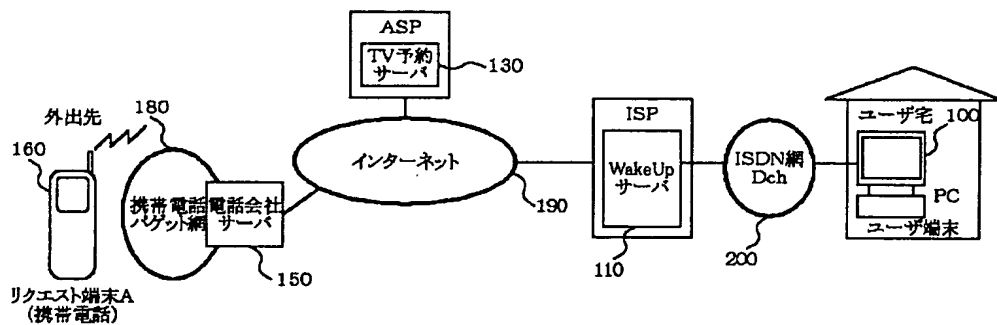 ASP
TV予約
サーバ
130
外出先
180
160
携帯電話
パケット網
電話会社
サーバ
150
インターネット
190
ISP
WakeUp
サーバ
110
ISDN網
Dch
200
ユーザ宅
100
PC
ユーザ端末
リクエスト端末A
(携帯電話)